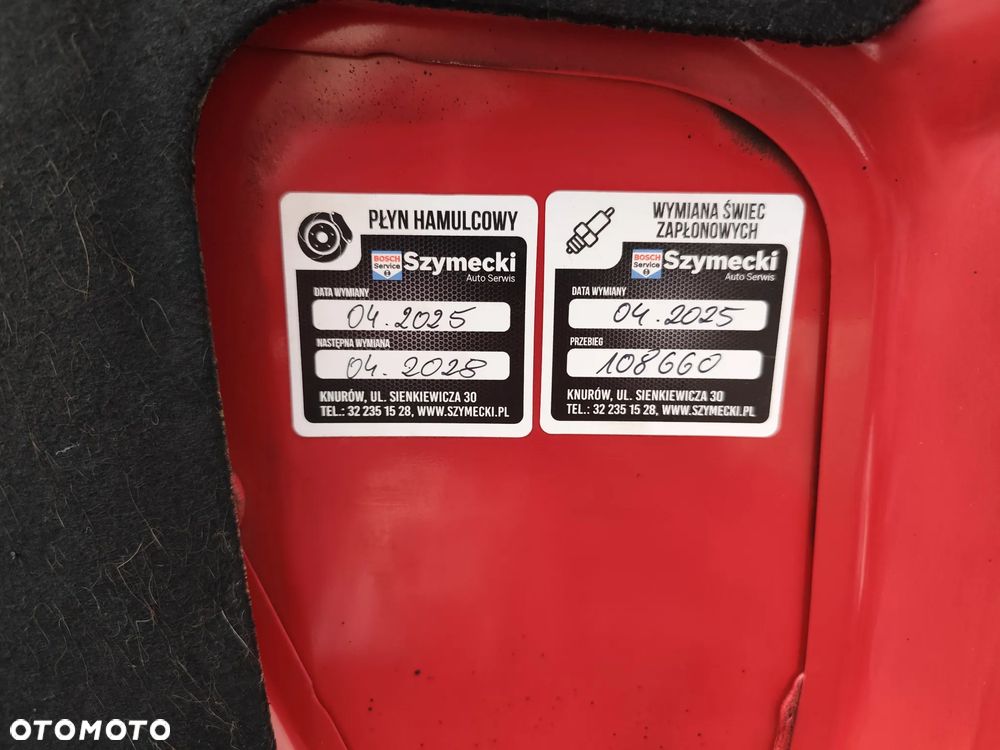 PŁYN HAMULCOWY
BOSCH
Service
Szymecki
Auto Serwis
DATA WYMIANY
04.2025
NASTĘPNA WYMIANA
04.2028
KNURÓW, UL. SIENKIEWICZA 30
TEL.: 32 235 15 28, WWW.SZYMECKI.PL
WYMIANA ŚWIEC
ZAPŁONOWYCH
BOSCH
Service
Szymecki
Auto Serwis
DATA WYMIANY
04.2025
PRZEBIEG
108660
KNURÓW, UL. SIENKIEWICZA 30
TEL.: 32 235 15 28, WWW.SZYMECKI.PL
OTOMOTO